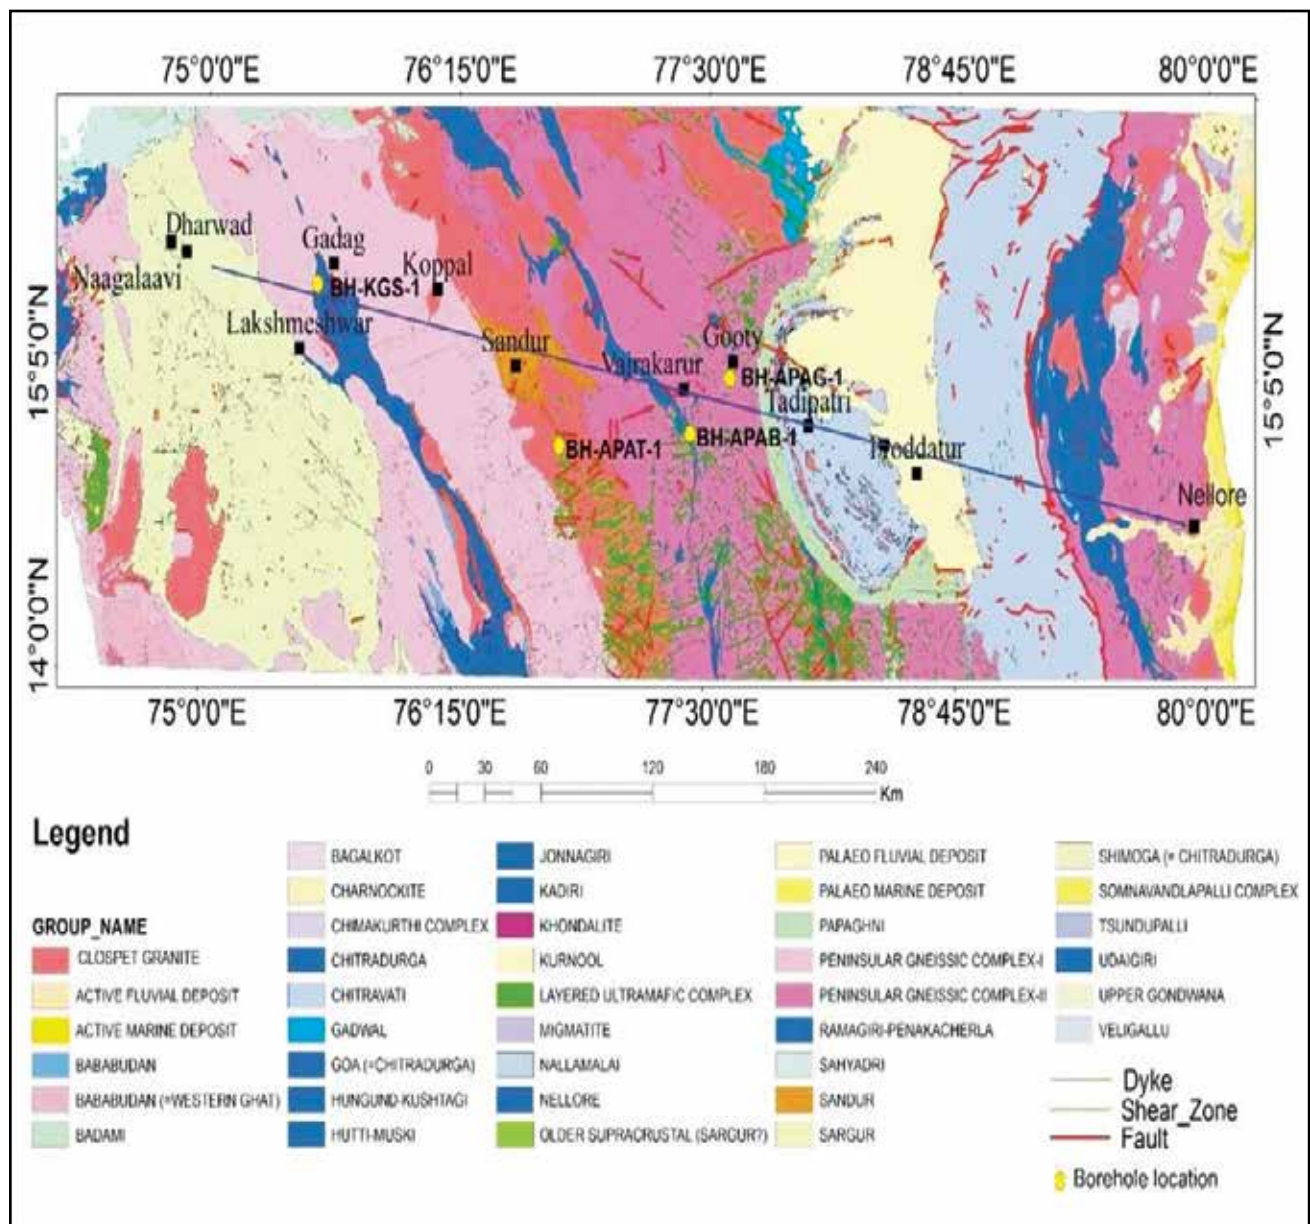 75°0'0"E 76°15'0"E 77°30'0"E 78°45'0"E 80°0'0"E
15°5'0"N
14°0'0"N
15°5'0"N
Dharwad
Naagalaavi
Gadag
Koppal
BH-KGS-1
Lakshmeshwar
Sandur
Vajrakarur
Gooty
BH-APAG-1
Tadipatri
BH-APAT-1
BH-APAB-1
Nellore
75°0'0"E 76°15'0"E 77°30'0"E 78°45'0"E 80°0'0"E
0 30 60 120 180 240
Km
Legend
GROUP_NAME
CLOSPET GRANITE
ACTIVE FLUVIAL DEPOSIT
ACTIVE MARINE DEPOSIT
BABABUDAN
BABABUDAN (=WESTERN GHAT)
BADAMI
BAGALKOT
CHARNOCKITE
CHIMAKURTHI COMPLEX
CHITRADURGA
CHITRAVATI
GADWAL
GOA (=CHITRADURGA)
HUNGUND-KUSHTAGI
HUTTI-MUSKI
JONNAGIRI
KADIRI
KHONDALITE
KURNOOL
LAYERED ULTRAMAFIC COMPLEX
MIGMATITE
NALLAMALAI
NELLORE
OLDER SUPRACRUSTAL (SARGUR?)
PALAEO FLUVIAL DEPOSIT
PALAEO MARINE DEPOSIT
PAPAGHNI
PENINSULAR GNEISSIC COMPLEX-I
PENINSULAR GNEISSIC COMPLEX-II
RAMAGIRI-PENAKACHERLA
SAHYADRI
SANDUR
SARGUR
SHIMOGA (= CHITRADURGA)
SOMNAVANDLAPALLI COMPLEX
TSUNDUPALLI
UDAIGIRI
UPPER GONDWANA
VELIGALLU
Dyke
Shear_Zone
Fault
Borehole location